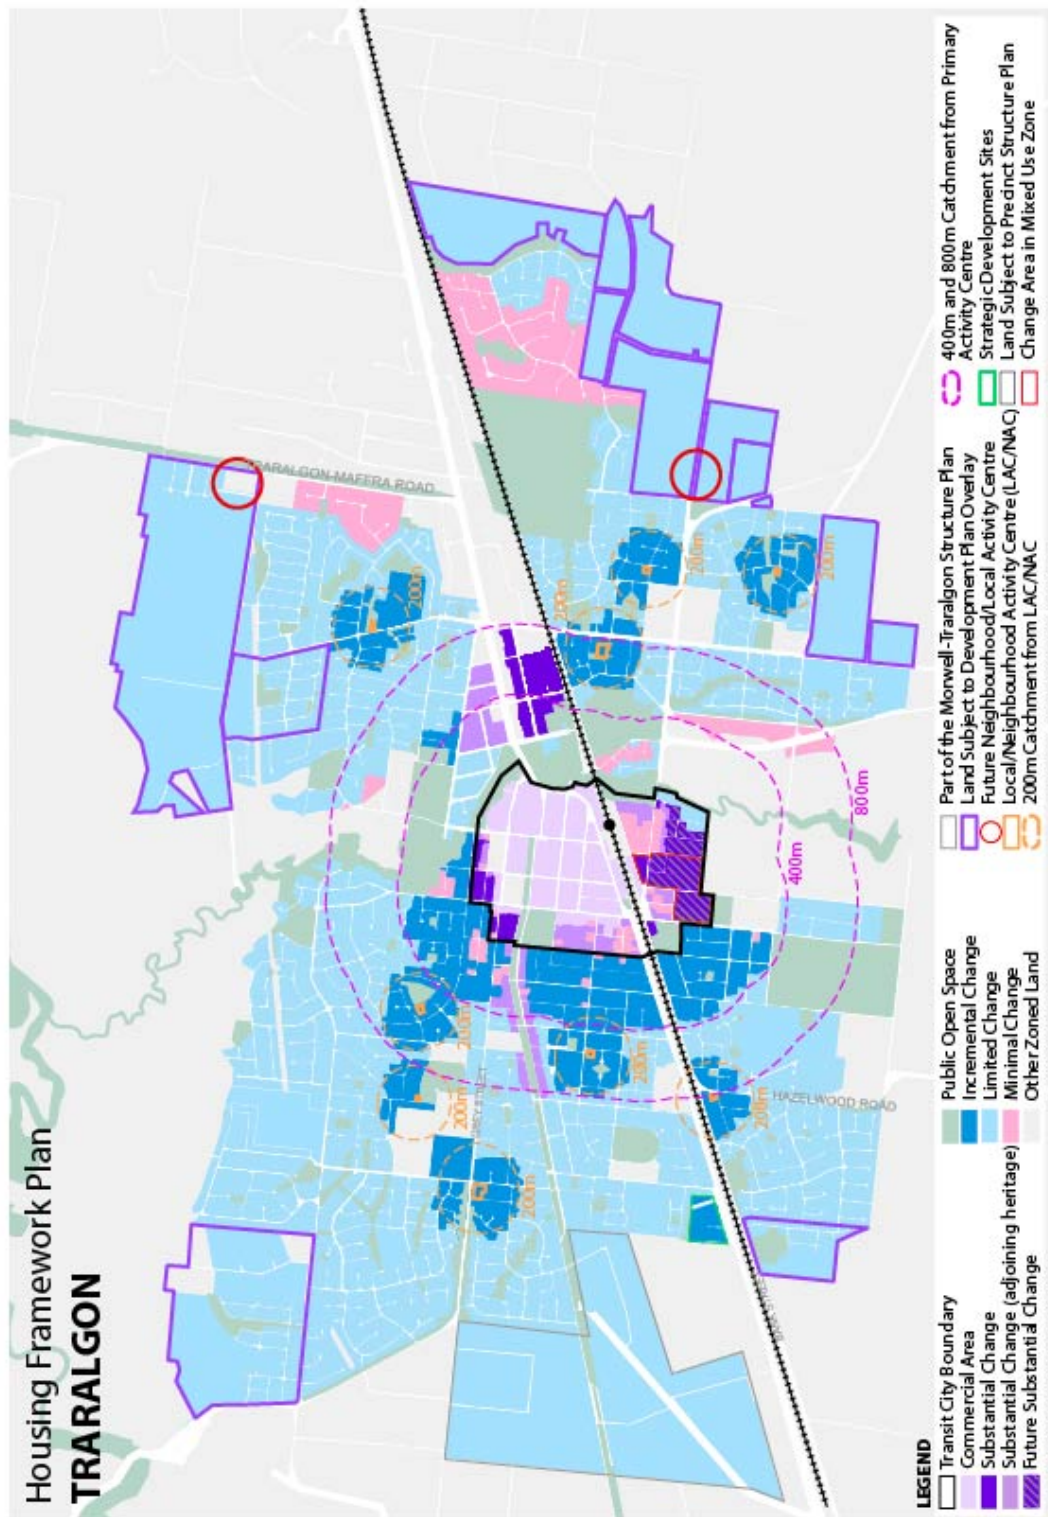 Housing Framework Plan
TRARALGON
TRARALGON-MAFFRA ROAD
200m
200m
200m
200m
200m
200m
200m
200m
200m
200m
HAZELWOOD ROAD
400m
800m
LEGEND
Transit City Boundary
Commercial Area
Substantial Change
Substantial Change (adjoining heritage)
Future Substantial Change
Public Open Space
Incremental Change
Limited Change
Minimal Change
Other Zoned Land
Part of the Morwell-Traralgon Structure Plan
Land Subject to Development Plan Overlay
Future Neighbourhood/Local Activity Centre
Local/Neighbourhood Activity Centre (LAC/NAC)
200m Catchment from LAC/NAC
400m and 800m Catchment from Primary
Activity Centre
Strategic Development Sites
Land Subject to Precinct Structure Plan
Change Area in Mixed Use Zone